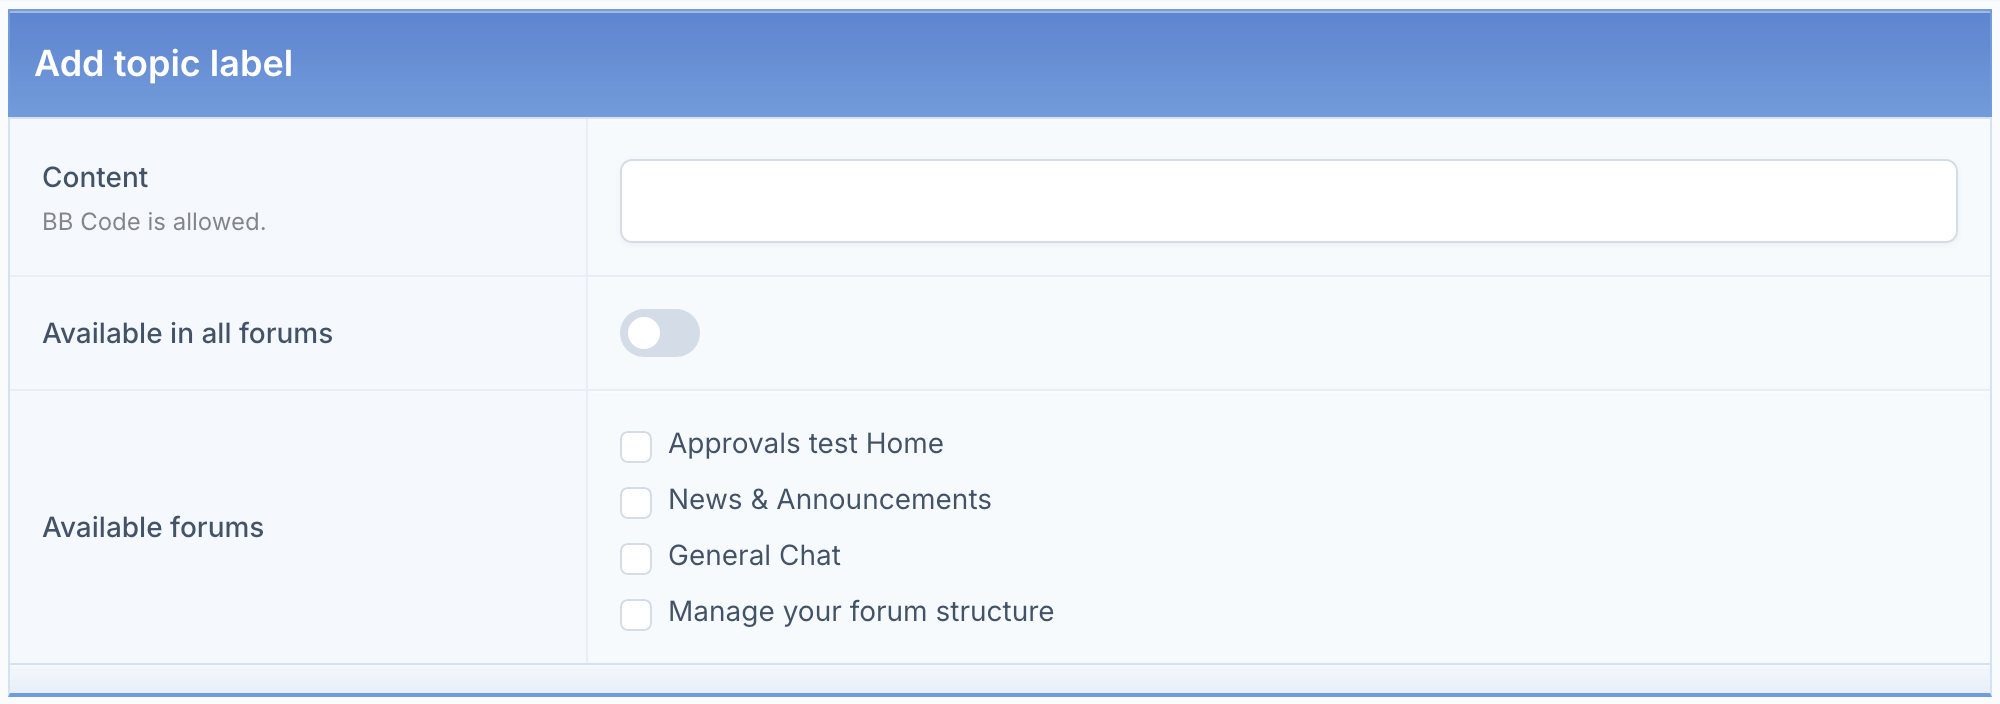 Add topic label
Content
BB Code is allowed.
Available in all forums
Available forums
Approvals test Home
News & Announcements
General Chat
Manage your forum structure